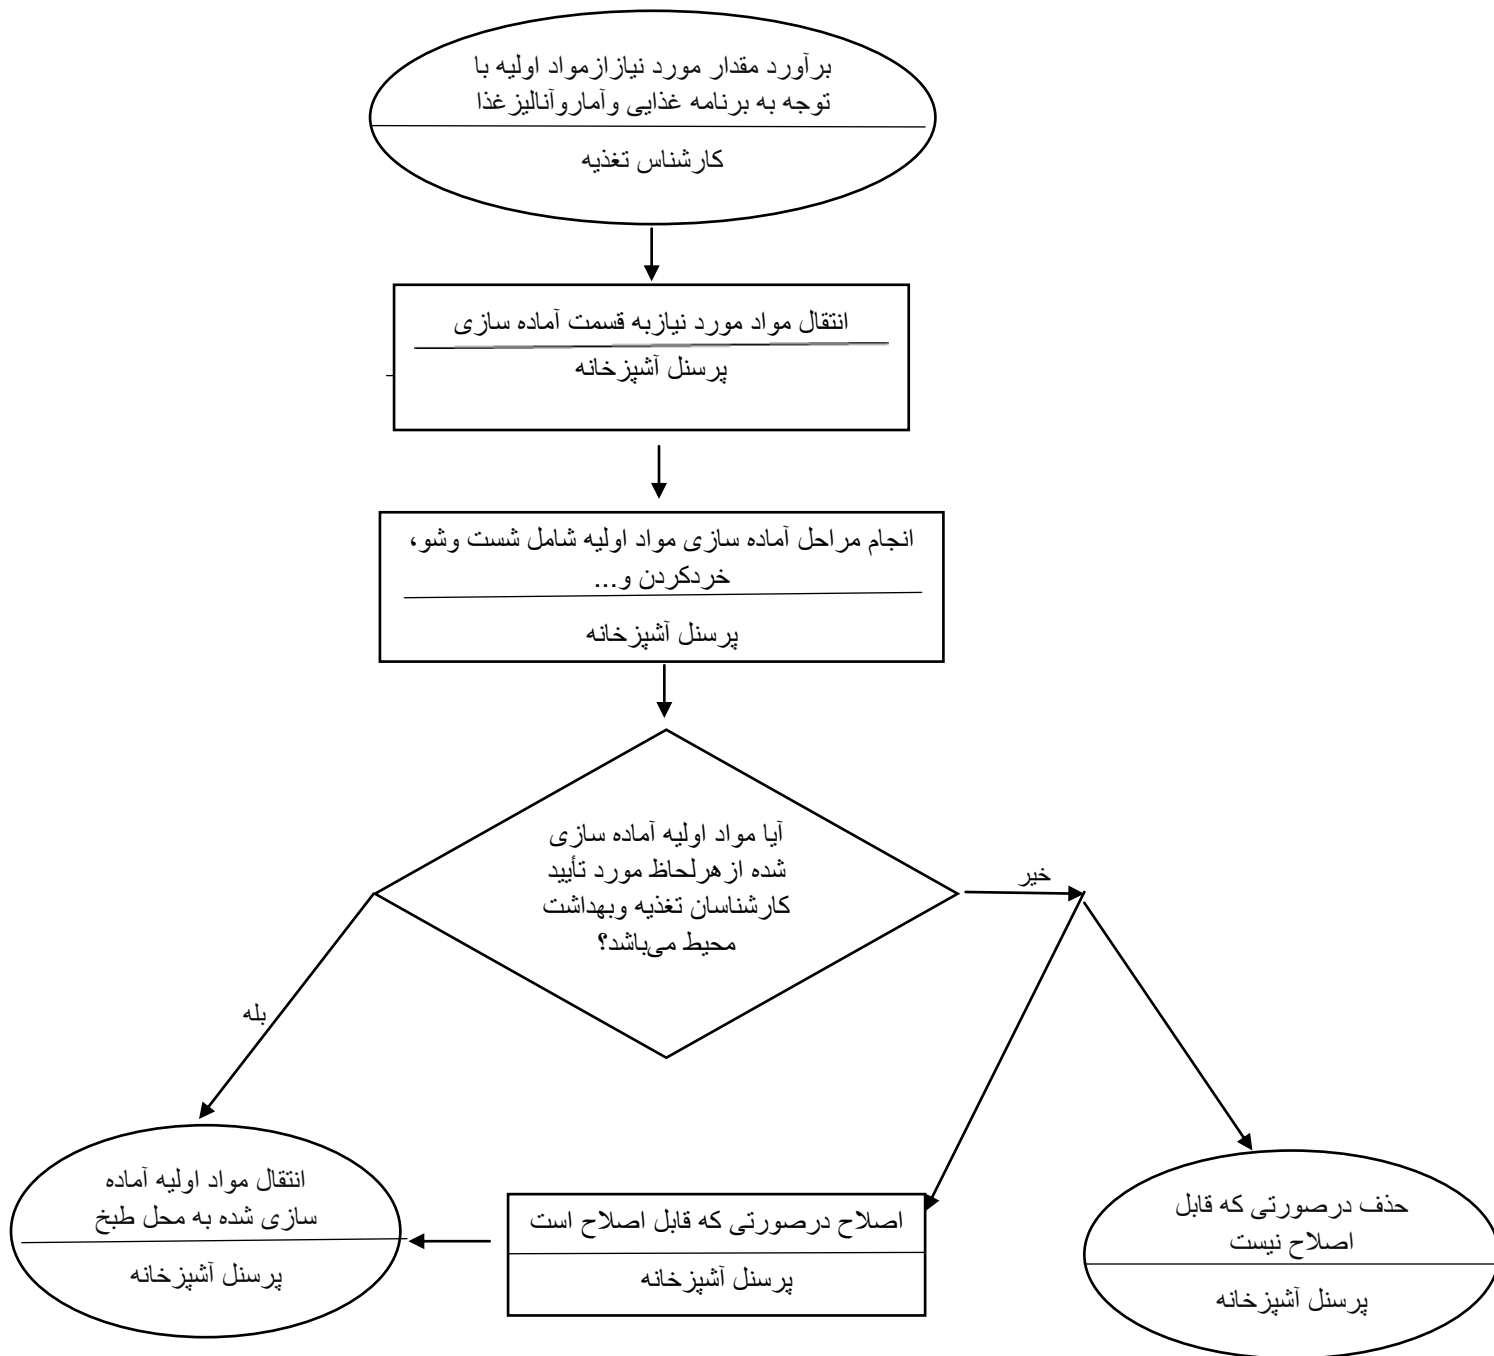 برآورد مقدار مورد نیازازمواد اولیه با
توجه به برنامه غذایی وآماروآنالیزغذا
کارشناس تغذیه
انتقال مواد مورد نیازبه قسمت آماده سازی
پرسنل آشپزخانه
انجام مراحل آماده سازی مواد اولیه شامل شست وشو،
خردکردن و...
پرسنل آشپزخانه
آیا مواد اولیه آماده سازی
شده ازهرلحاظ مورد تأیید
کارشناسان تغذیه وبهداشت
محیط می‌باشد؟
خیر
بله
حذف درصورتی که قابل
اصلاح نیست
پرسنل آشپزخانه
اصلاح درصورتی که قابل اصلاح است
پرسنل آشپزخانه
انتقال مواد اولیه آماده
سازی شده به محل طبخ
پرسنل آشپزخانه